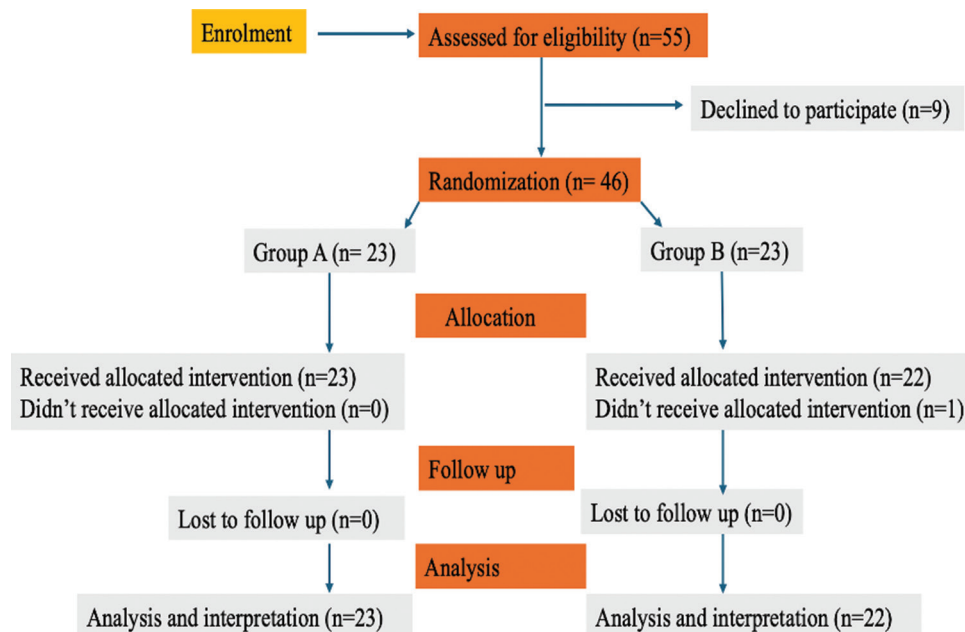 Enrolment
Assessed for eligibility (n=55)
Declined to participate (n=9)
Randomization (n= 46)
Group A (n= 23)
Group B (n=23)
Allocation
Received allocated intervention (n=23)
Didn’t receive allocated intervention (n=0)
Received allocated intervention (n=22)
Didn’t receive allocated intervention (n=1)
Follow up
Lost to follow up (n=0)
Lost to follow up (n=0)
Analysis
Analysis and interpretation (n=23)
Analysis and interpretation (n=22)